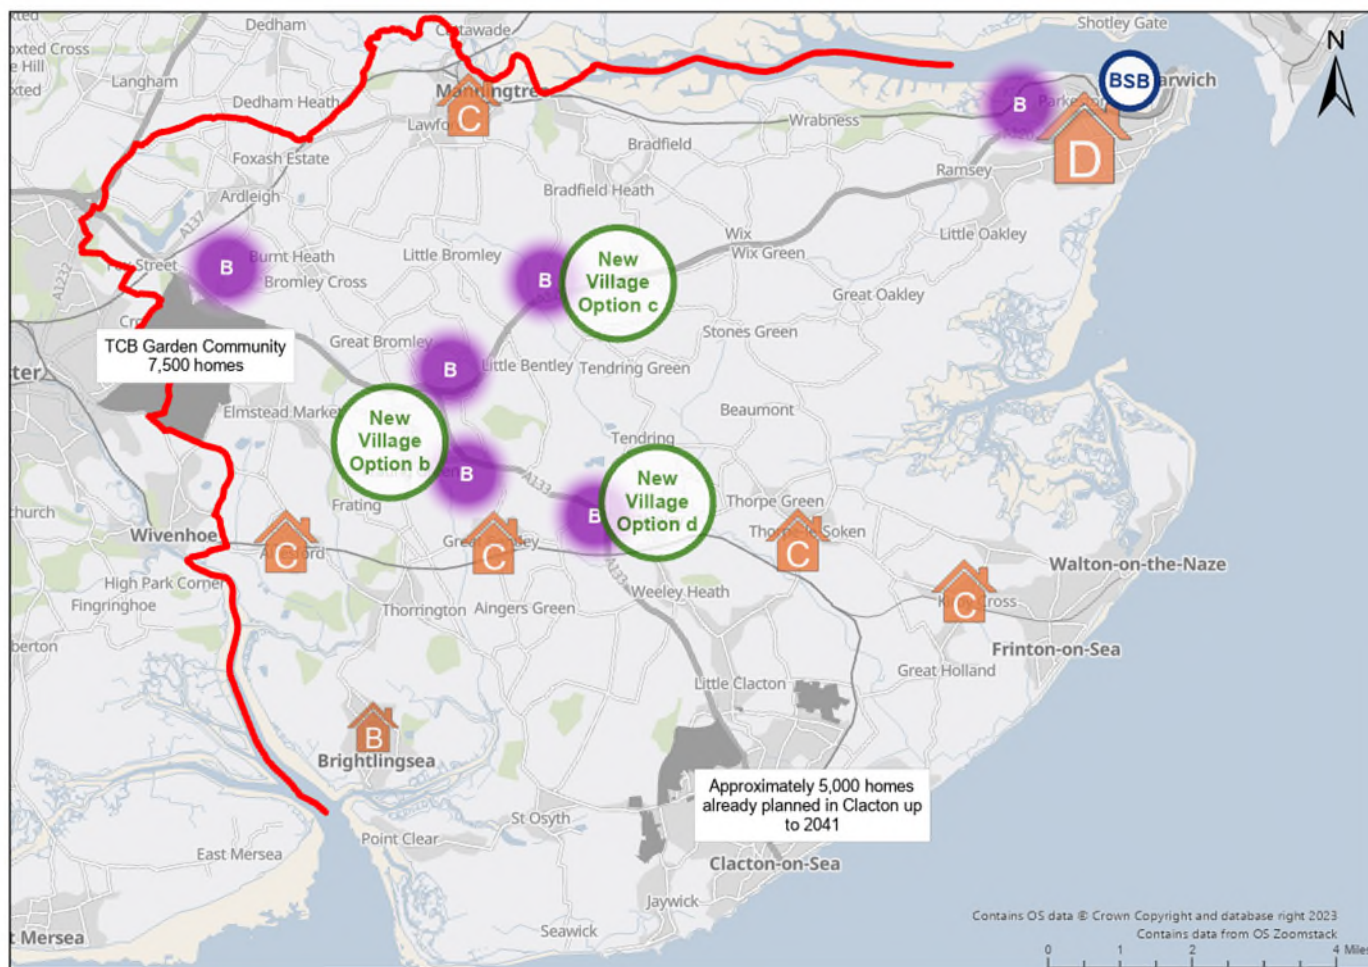 Dedham
Cattawade
Shotley Gate
Langham
N
BSB
B
Dedham Heath
C
Lawford
Wrabness
Foxash Estate
Bradfield
D
Ardleigh
Ramsey
Bradfield Heath
A137
Wix
Little Oakley
Little Bromley
Wix Green
Burnt Heath
B
B
New
Village
Option c
A1232
Bromley Cross
Great Oakley
TCB Garden Community
7,500 homes
Great Bromley
Stones Green
B
Little Bentley
Tendring Green
Elmstead Market
Beaumont
New
Village
Option b
Tendring
B
A133
New
Village
Option d
B
Thorpe Green
Frating
Wivenhoe
C
C
C
Walton-on-the-Naze
High Park Corner
Fingringhoe
Thorrington
Aingers Green
Weeley Heath
C
Frinton-on-Sea
A133
Great Holland
Little Clacton
B
Brightlingsea
Approximately 5,000 homes
already planned in Clacton up
to 2041
St Osyth
Point Clear
East Mersea
Clacton-on-Sea
Jaywick
Seawick
t Mersea
Contains OS data © Crown Copyright and database right 2023
Contains data from OS Zoomstack
0 1 2 4 Miles